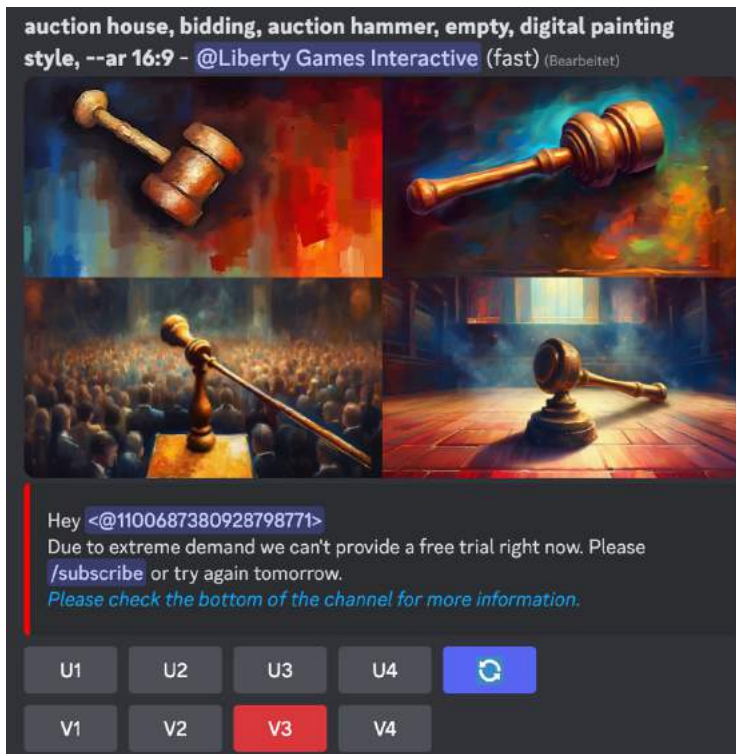 auction house, bidding, auction hammer, empty, digital painting
style, --ar 16:9 - @Liberty Games Interactive (fast) (Bearbeitet)
Hey <@1100687380928798771>
Due to extreme demand we can't provide a free trial right now. Please
/subscribe or try again tomorrow.
Please check the bottom of the channel for more information.
U1 U2 U3 U4
V1 V2 V3 V4